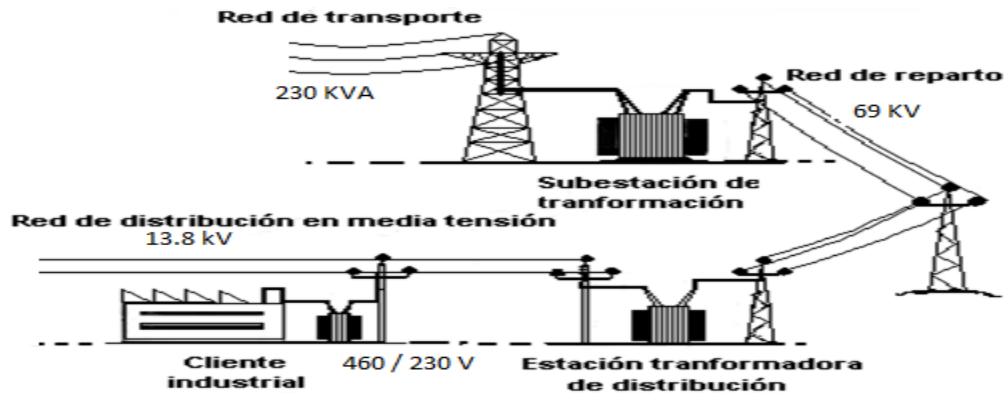 Red de transporte
230 KVA
Red de reparto
69 KV
Subestación de
tranformación
Red de distribución en media tensión
13.8 kV
Cliente
industrial
460 / 230 V
Estación tranformadora
de distribución